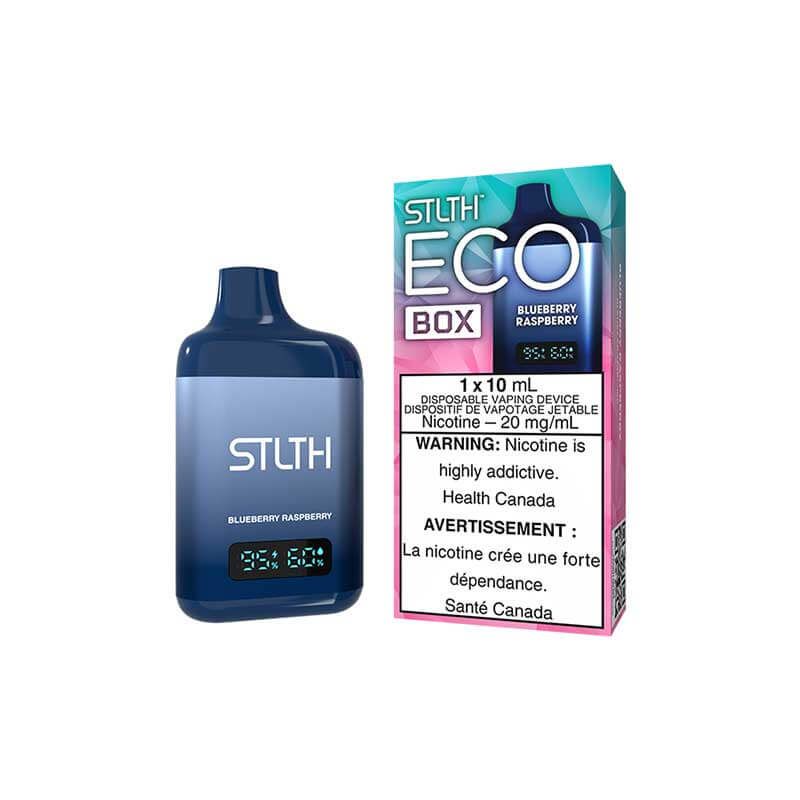 STLTH
BLUEBERRY RASPBERRY
95% 60%
STLTH™
ECO
BOX
BLUEBERRY
RASPBERRY
95% 60%
1 x 10 mL
DISPOSABLE VAPING DEVICE
DISPOSITIF DE VAPOTAGE JETABLE
Nicotine – 20 mg/mL
WARNING: Nicotine is
highly addictive.
Health Canada
AVERTISSEMENT :
La nicotine crée une forte
dépendance.
Santé Canada